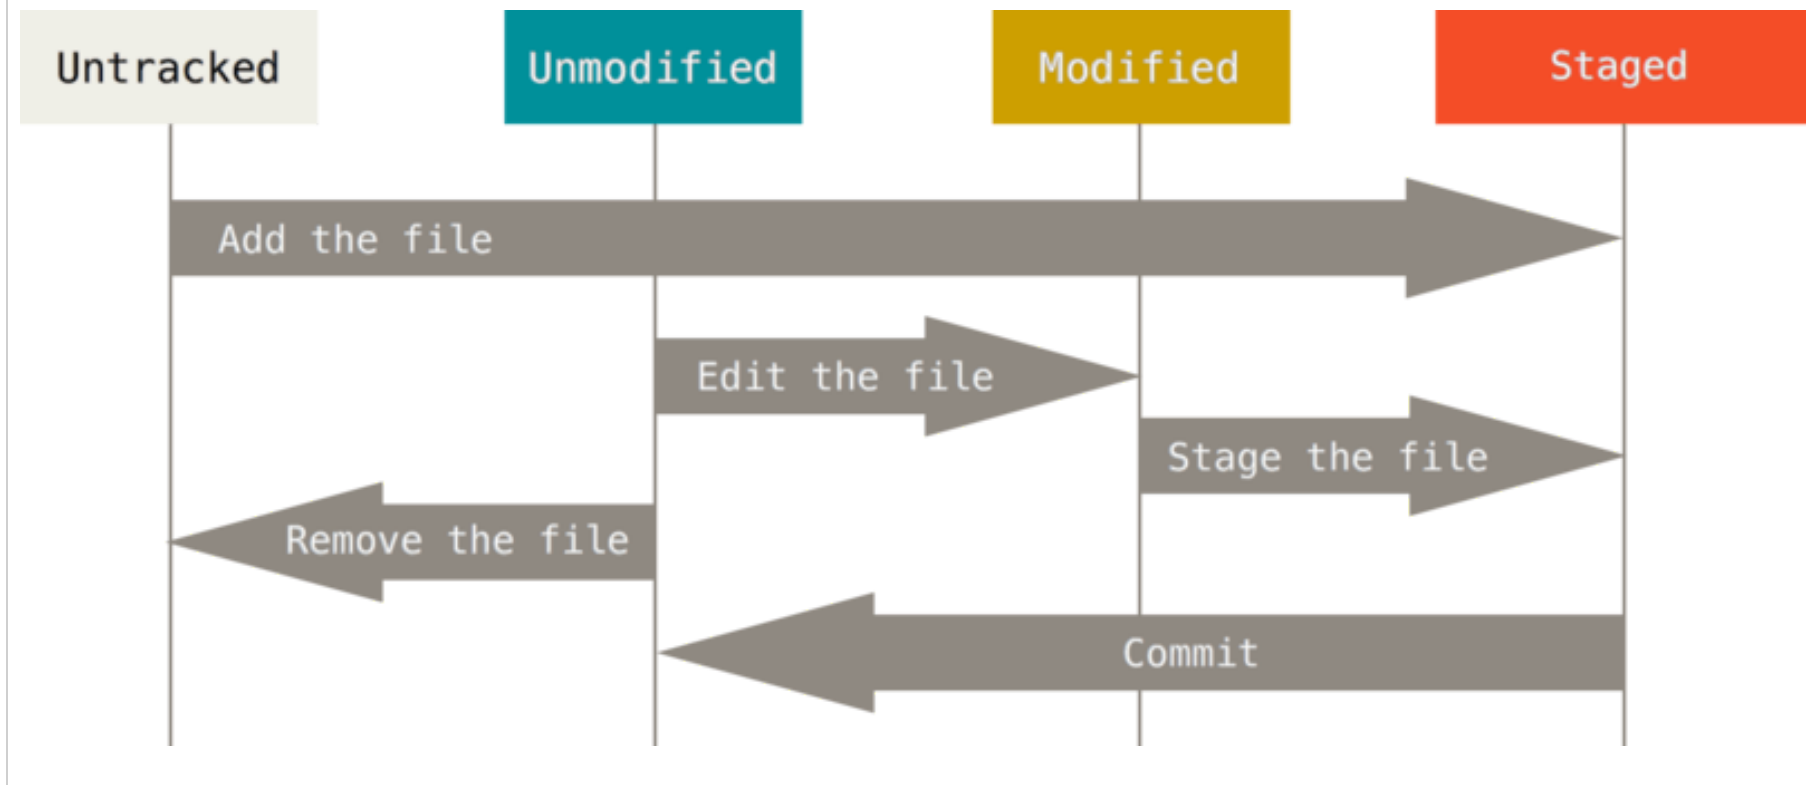 Untracked
Unmodified
Modified
Staged
Add the file
Edit the file
Stage the file
Remove the file
Commit